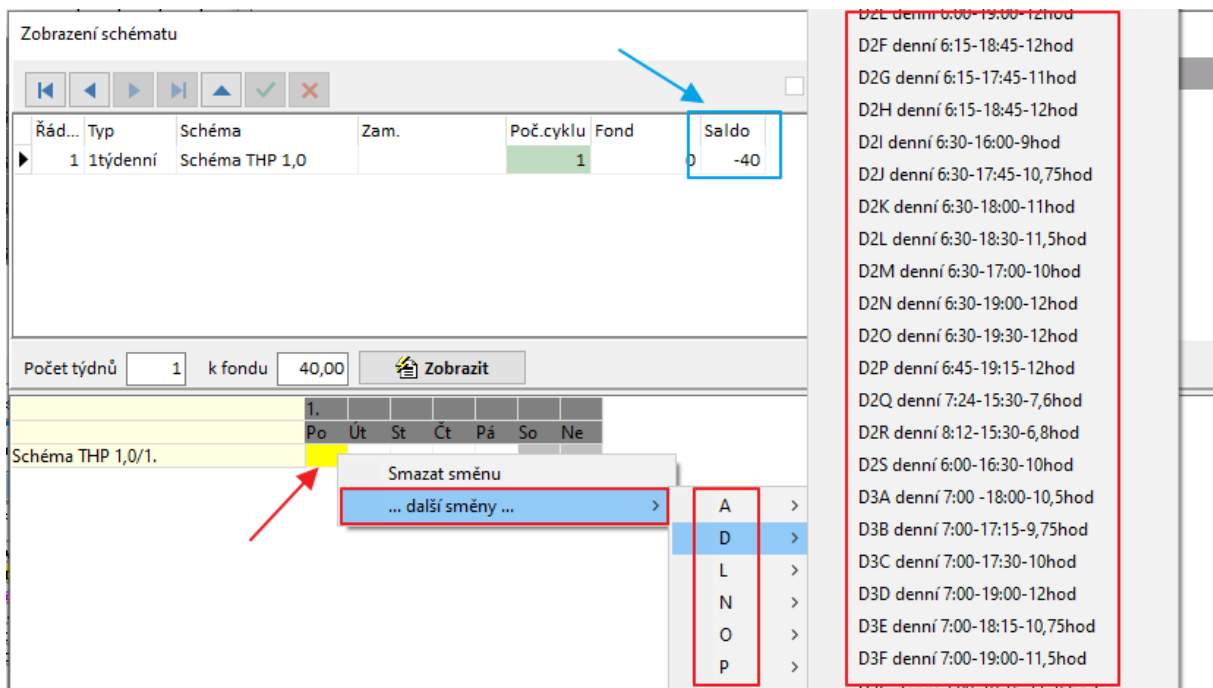 Zobrazení schématu
Řád... Typ Schéma Zam. Poč.cyklu Fond Saldo
1 1týdenní Schéma THP 1,0 1 0 -40
Počet týdnů 1 k fondu 40,00 Zobrazit
1.
Po Út St Čt Pá So Ne
Schéma THP 1,0/1.
Smazat směnu
... další směny ...
A
D
L
N
O
P
D2E denní 6:00-19:00-12hod
D2F denní 6:15-18:45-12hod
D2G denní 6:15-17:45-11hod
D2H denní 6:15-18:45-12hod
D2I denní 6:30-16:00-9hod
D2J denní 6:30-17:45-10,75hod
D2K denní 6:30-18:00-11hod
D2L denní 6:30-18:30-11,5hod
D2M denní 6:30-17:00-10hod
D2N denní 6:30-19:00-12hod
D2O denní 6:30-19:30-12hod
D2P denní 6:45-19:15-12hod
D2Q denní 7:24-15:30-7,6hod
D2R denní 8:12-15:30-6,8hod
D2S denní 6:00-16:30-10hod
D3A denní 7:00 -18:00-10,5hod
D3B denní 7:00-17:15-9,75hod
D3C denní 7:00-17:30-10hod
D3D denní 7:00-19:00-12hod
D3E denní 7:00-18:15-10,75hod
D3F denní 7:00-19:00-11,5hod